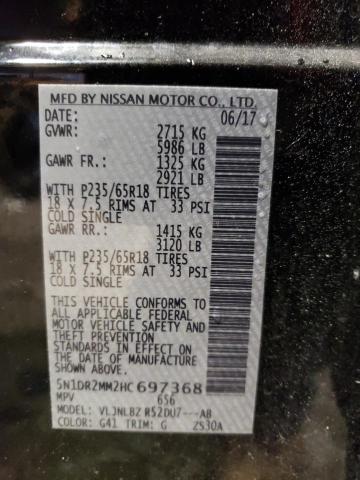 MFD BY NISSAN MOTOR CO., LTD.
DATE: 06/17
GVWR: 2715 KG
5986 LB
GAWR FR.: 1325 KG
2921 LB
WITH P235/65R18 TIRES
18 X 7.5 RIMS AT 33 PSI
COLD SINGLE
GAWR RR.: 1415 KG
3120 LB
WITH P235/65R18 TIRES
18 X 7.5 RIMS AT 33 PSI
COLD SINGLE
THIS VEHICLE CONFORMS TO
ALL APPLICABLE FEDERAL
MOTOR VEHICLE SAFETY AND
THEFT PREVENTION STANDARDS
IN EFFECT ON THE DATE OF
MANUFACTURE SHOWN ABOVE
5N1DR2MM2HC697368
MPV 656
MODEL: VLJNLBZ R52DU7---AB
COLOR: G41 TRIM: G ZS30A